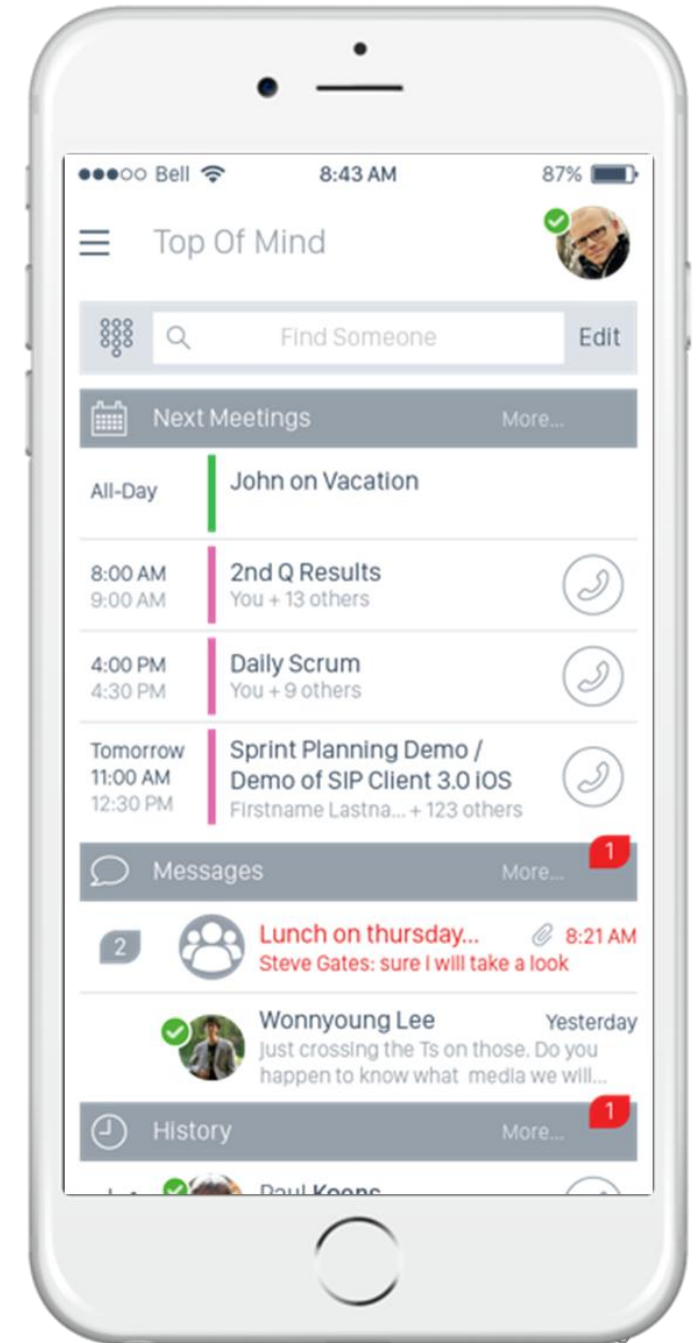 Bell 8:43 AM 87%
Top Of Mind
Find Someone Edit
Next Meetings More...
All-Day John on Vacation
8:00 AM 2nd Q Results
9:00 AM You + 13 others
4:00 PM Daily Scrum
4:30 PM You + 9 others
Tomorrow Sprint Planning Demo /
11:00 AM Demo of SIP Client 3.0 iOS
12:30 PM Firstname Lastna... + 123 others
1
Messages More...
2 Lunch on thursday... 8:21 AM
Steve Gates: sure I will take a look
Wonnyoung Lee Yesterday
just crossing the Ts on those. Do you
happen to know what media we will...
1
History More...
Paul Koons